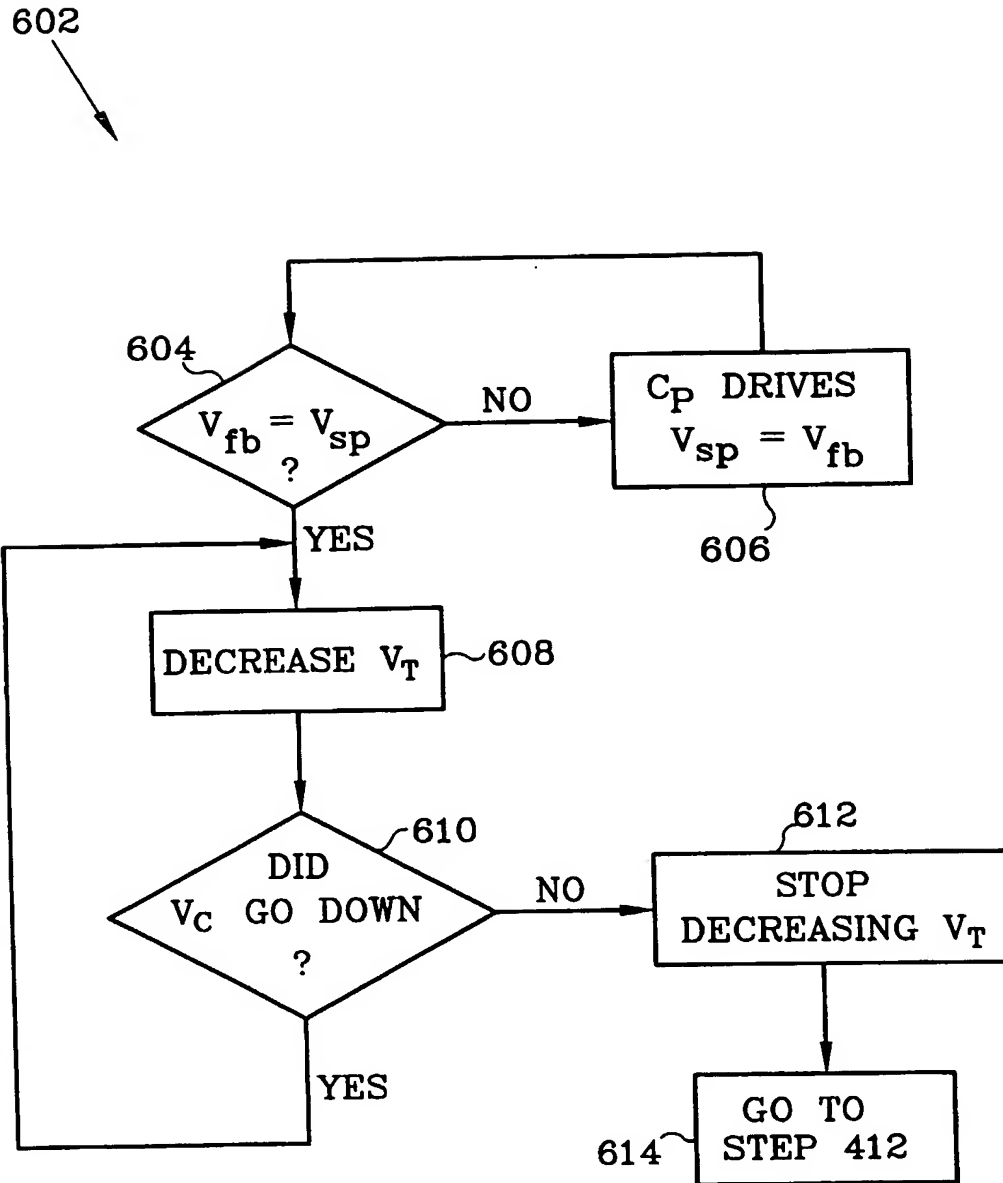 602
604
V_fb = V_sp
?
NO
C_P DRIVES
V_sp = V_fb
606
YES
DECREASE V_T
608
610
DID
V_C GO DOWN
?
NO
612
STOP
DECREASING V_T
YES
614
GO TO
STEP 412